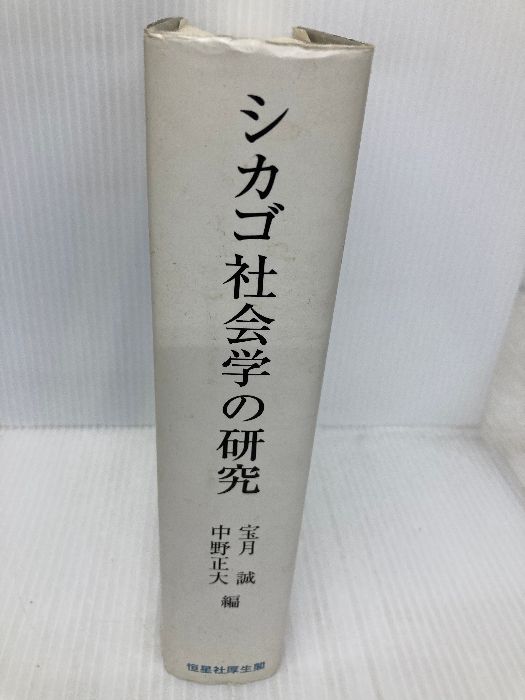 シカゴ社会学の研究
宝月 誠
中野正大 編
恒星社厚生閣